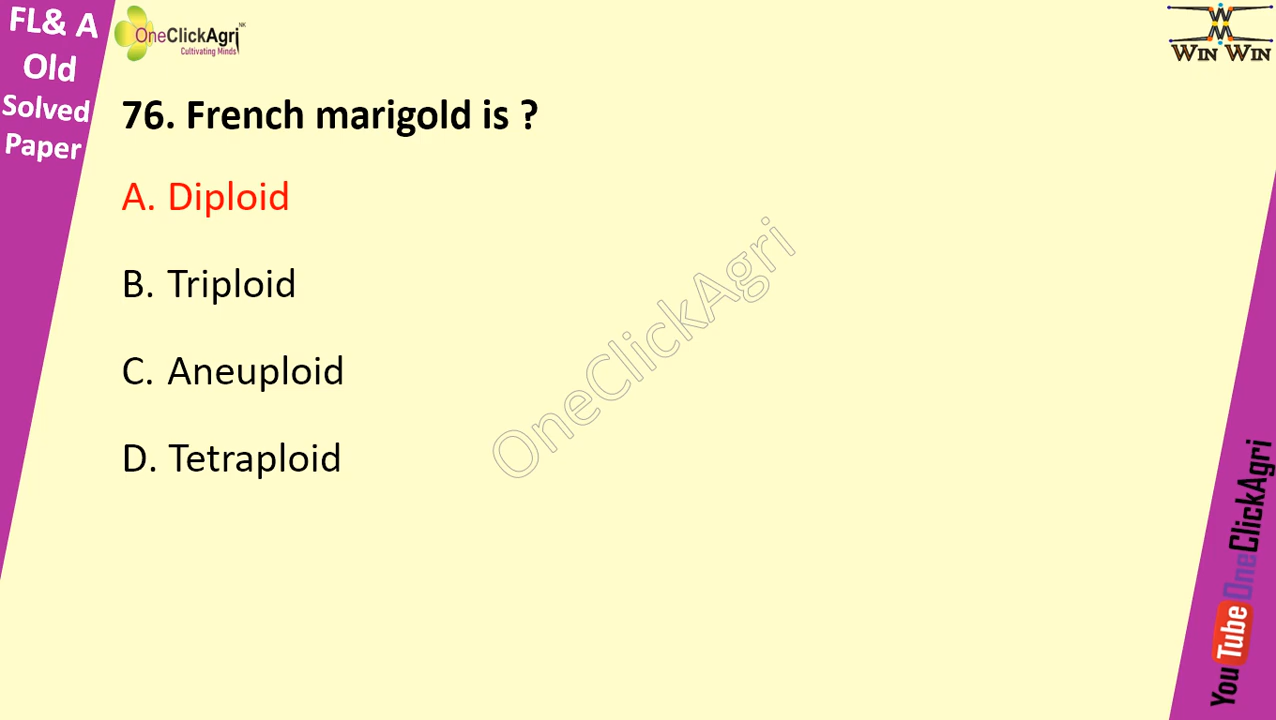 FL& A
Old
Solved
Paper
OneClickAgri NK
Cultivating Minds
WIN WIN
76. French marigold is ?
A. Diploid
B. Triploid
C. Aneuploid
D. Tetraploid
OneClickAgri
YouTube OneClickAgri